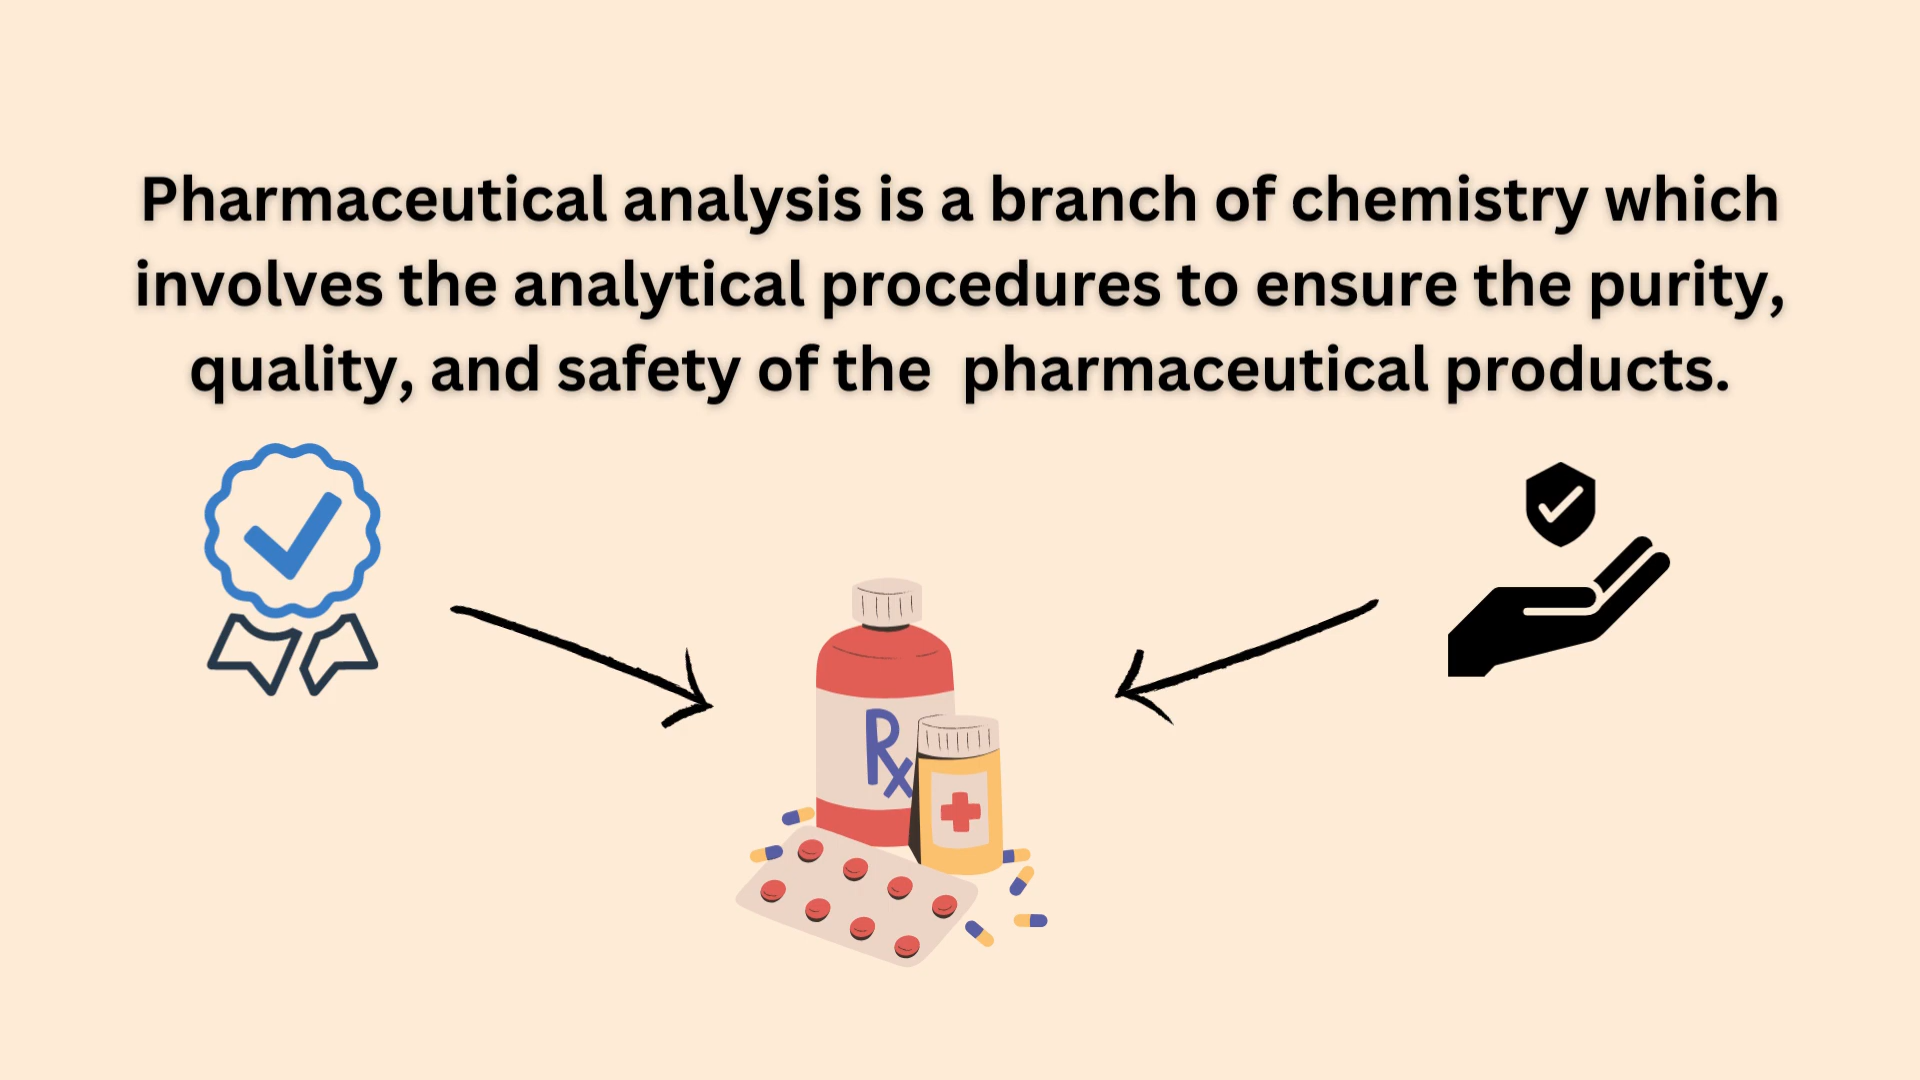 Pharmaceutical analysis is a branch of chemistry which
involves the analytical procedures to ensure the purity,
quality, and safety of the  pharmaceutical products.
Rx